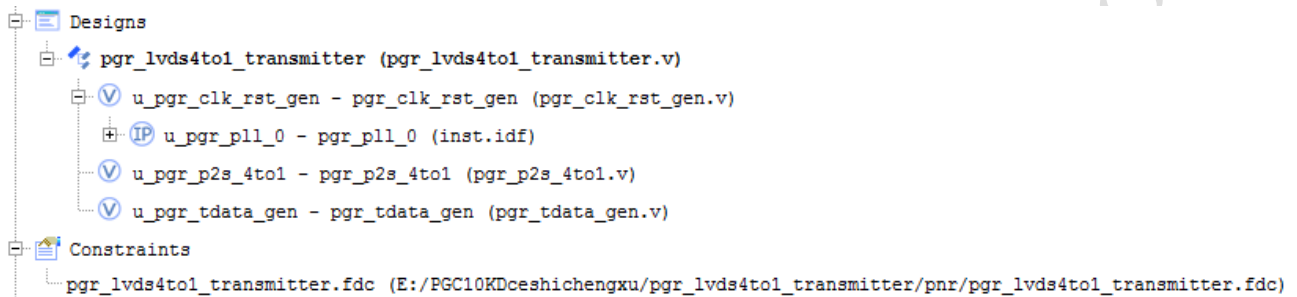 Designs
pgr_lvds4to1_transmitter (pgr_lvds4to1_transmitter.v)
u_pgr_clk_rst_gen - pgr_clk_rst_gen (pgr_clk_rst_gen.v)
IP u_pgr_pll_0 - pgr_pll_0 (inst.idf)
V u_pgr_p2s_4to1 - pgr_p2s_4to1 (pgr_p2s_4to1.v)
V u_pgr_tdata_gen - pgr_tdata_gen (pgr_tdata_gen.v)
Constraints
pgr_lvds4to1_transmitter.fdc (E:/PGC10KDceshichengxu/pgr_lvds4to1_transmitter/pnr/pgr_lvds4to1_transmitter.fdc)